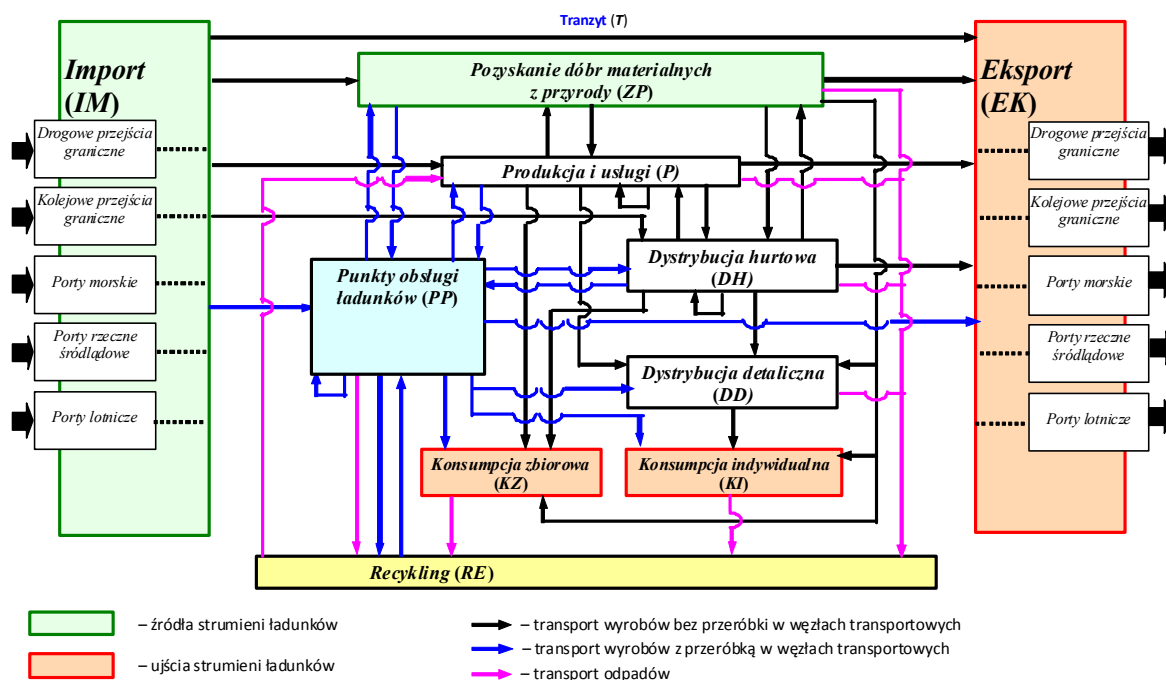 Tranzyt (T)
Import
(IM)
Pozyskanie dóbr materialnych
z przyrody (ZP)
Eksport
(EK)
Drogowe przejścia
graniczne
Drogowe przejścia
graniczne
Produkcja i usługi (P)
Kolejowe przejścia
graniczne
Kolejowe przejścia
graniczne
Punkty obsługi
ładunków (PP)
Dystrybucja hurtowa
(DH)
Porty morskie
Porty morskie
Porty rzeczne
śródlądowe
Porty rzeczne
śródlądowe
Dystrybucja detaliczna
(DD)
Porty lotnicze
Porty lotnicze
Konsumpcja zbiorowa
(KZ)
Konsumpcja indywidualna
(KI)
Recykling (RE)
– źródła strumieni ładunków
– transport wyrobów bez przeróbki w węzłach transportowych
– transport wyrobów z przeróbką w węzłach transportowych
– ujścia strumieni ładunków
– transport odpadów